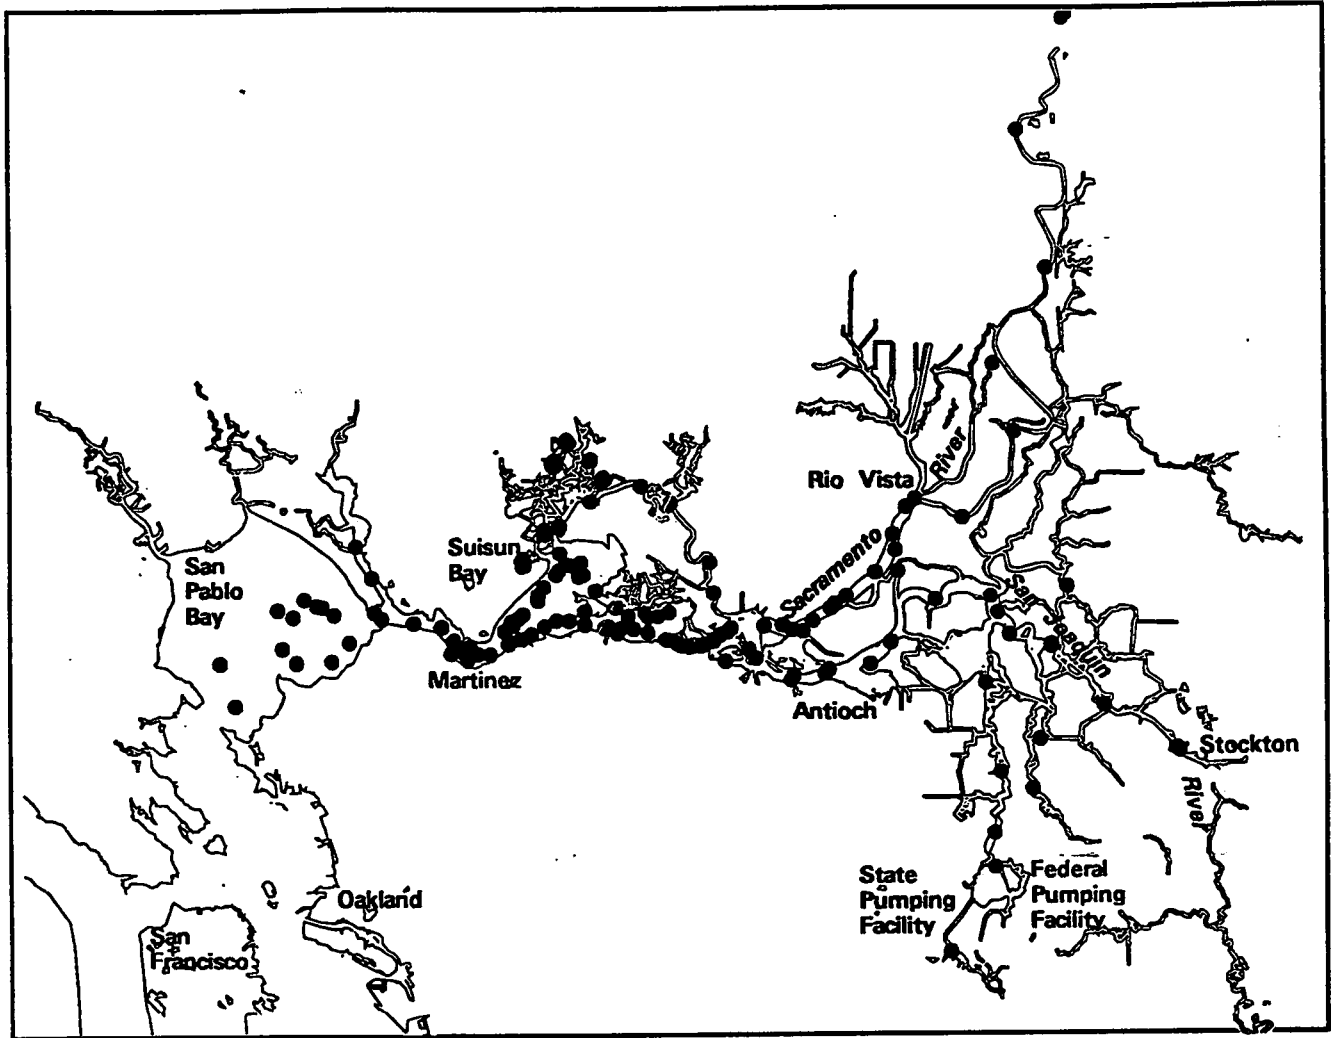 River
Rio Vista
Sacramento
Suisun
Bay
San
Pablo
Bay
San Joaquin
Martinez
Antioch
Stockton
River
State
Pumping
Facility
Federal
Pumping
Facility
Oakland
San
Francisco